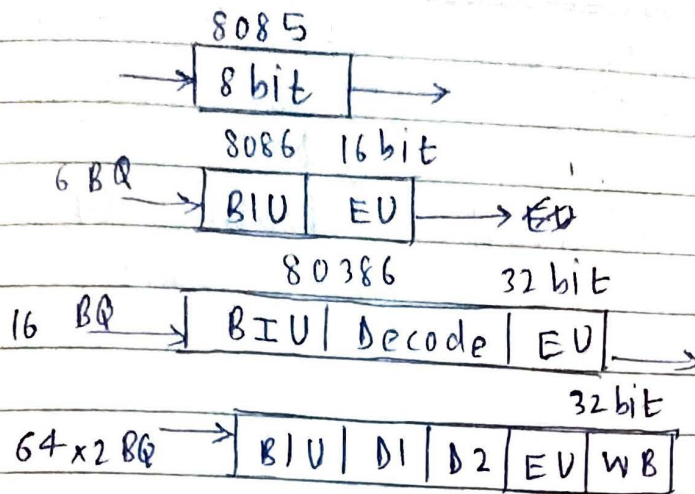 8085
8 bit
8086 16 bit
6 BQ BIU EU
80386 32 bit
16 BQ BIU Decode EU
32 bit
64 x 2 BQ BIU D1 D2 EU WB